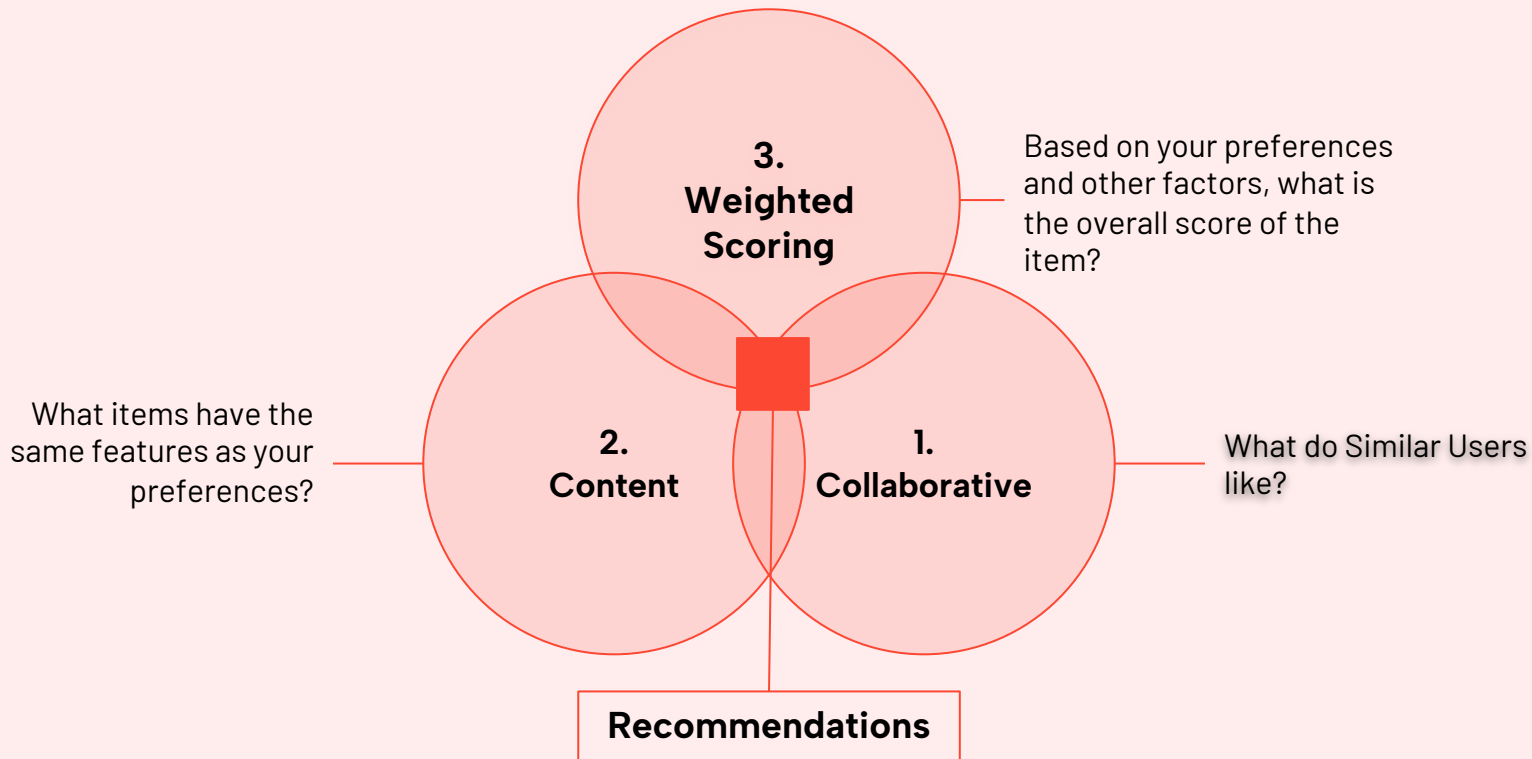 3.
Weighted
Scoring
Based on your preferences
and other factors, what is
the overall score of the
item?
What items have the
same features as your
preferences?
2.
Content
1.
Collaborative
What do Similar Users
like?
Recommendations